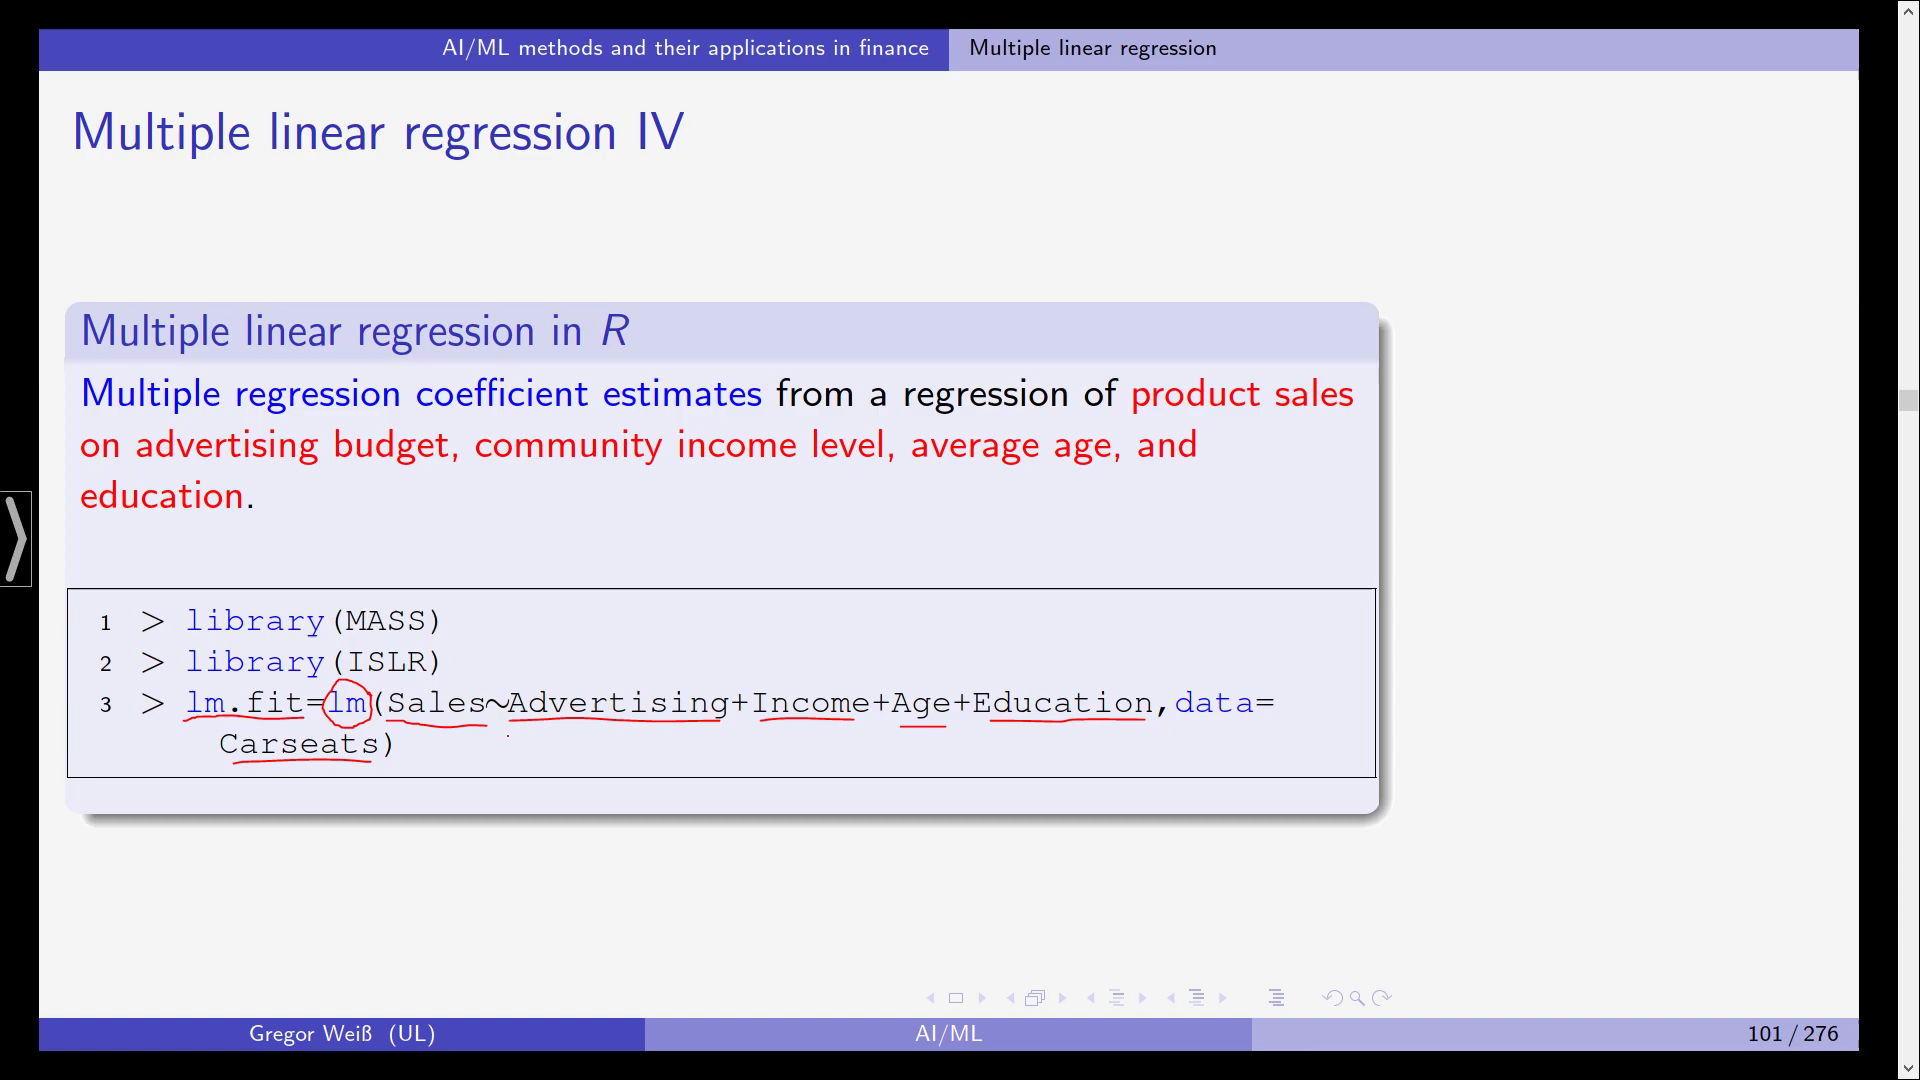 AI/ML methods and their applications in finance Multiple linear regression
Multiple linear regression IV
Multiple linear regression in R
Multiple regression coefficient estimates from a regression of product sales
on advertising budget, community income level, average age, and
education.
1 > library(MASS)
2 > library(ISLR)
3 > lm.fit=lm(Sales~Advertising+Income+Age+Education,data=
Carseats)
Gregor Weiß (UL) AI/ML 101 / 276